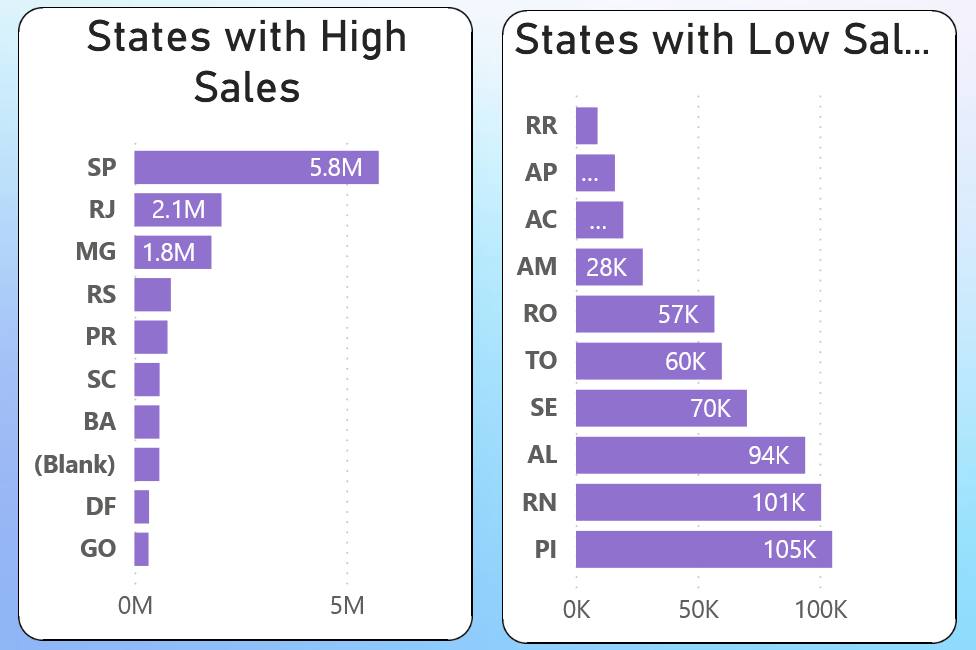 States with High
Sales
SP 5.8M
RJ 2.1M
MG 1.8M
RS
PR
SC
BA
(Blank)
DF
GO
0M 5M
States with Low Sal...
RR
AP ...
AC ...
AM 28K
RO 57K
TO 60K
SE 70K
AL 94K
RN 101K
PI 105K
0K 50K 100K